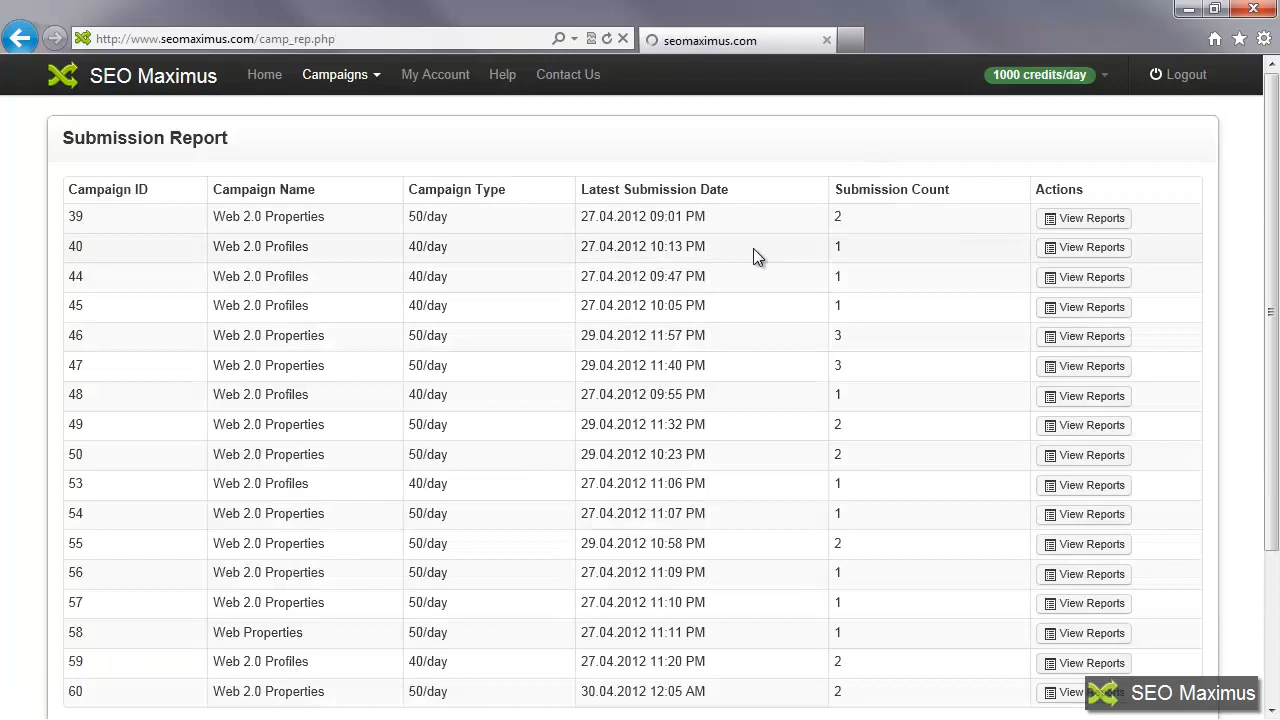 http://www.seomaximus.com/camp_rep.php
seomaximus.com
SEO Maximus Home Campaigns My Account Help Contact Us 1000 credits/day Logout
Submission Report
Campaign ID Campaign Name Campaign Type Latest Submission Date Submission Count Actions
39 Web 2.0 Properties 50/day 27.04.2012 09:01 PM 2 View Reports
40 Web 2.0 Profiles 40/day 27.04.2012 10:13 PM 1 View Reports
44 Web 2.0 Profiles 40/day 27.04.2012 09:47 PM 1 View Reports
45 Web 2.0 Profiles 40/day 27.04.2012 10:05 PM 1 View Reports
46 Web 2.0 Properties 50/day 29.04.2012 11:57 PM 3 View Reports
47 Web 2.0 Properties 50/day 29.04.2012 11:40 PM 3 View Reports
48 Web 2.0 Profiles 40/day 27.04.2012 09:55 PM 1 View Reports
49 Web 2.0 Properties 50/day 29.04.2012 11:32 PM 2 View Reports
50 Web 2.0 Properties 50/day 29.04.2012 10:23 PM 2 View Reports
53 Web 2.0 Profiles 40/day 27.04.2012 11:06 PM 1 View Reports
54 Web 2.0 Properties 50/day 27.04.2012 11:07 PM 1 View Reports
55 Web 2.0 Properties 50/day 29.04.2012 10:58 PM 2 View Reports
56 Web 2.0 Properties 50/day 27.04.2012 11:09 PM 1 View Reports
57 Web 2.0 Properties 50/day 27.04.2012 11:10 PM 1 View Reports
58 Web Properties 50/day 27.04.2012 11:11 PM 1 View Reports
59 Web 2.0 Profiles 40/day 27.04.2012 11:20 PM 2 View Reports
60 Web 2.0 Properties 50/day 30.04.2012 12:05 AM 2 View
SEO Maximus